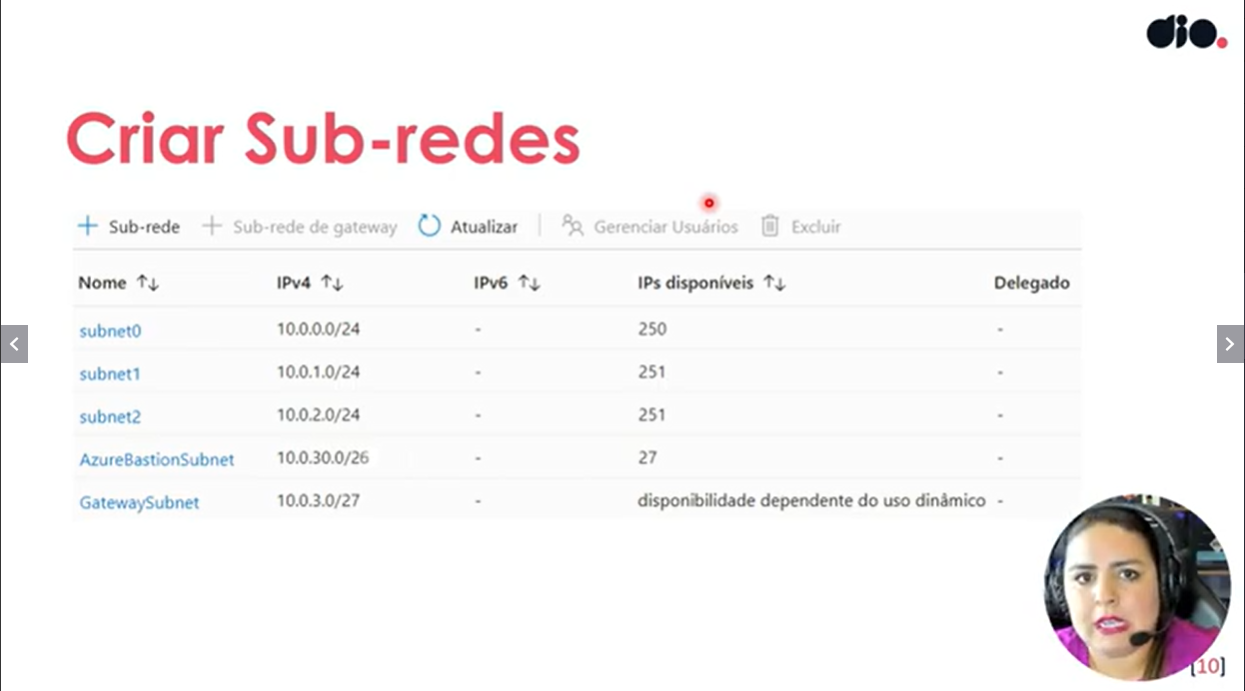 dio.
Criar Sub-redes
+ Sub-rede + Sub-rede de gateway Atualizar Gerenciar Usuários Excluir
Nome ↑↓ IPv4 ↑↓ IPv6 ↑↓ IPs disponíveis ↑↓ Delegado
subnet0 10.0.0.0/24 - 250 -
subnet1 10.0.1.0/24 - 251 -
subnet2 10.0.2.0/24 - 251 -
AzureBastionSubnet 10.0.30.0/26 - 27 -
GatewaySubnet 10.0.3.0/27 - disponibilidade dependente do uso dinâmico -
[10]